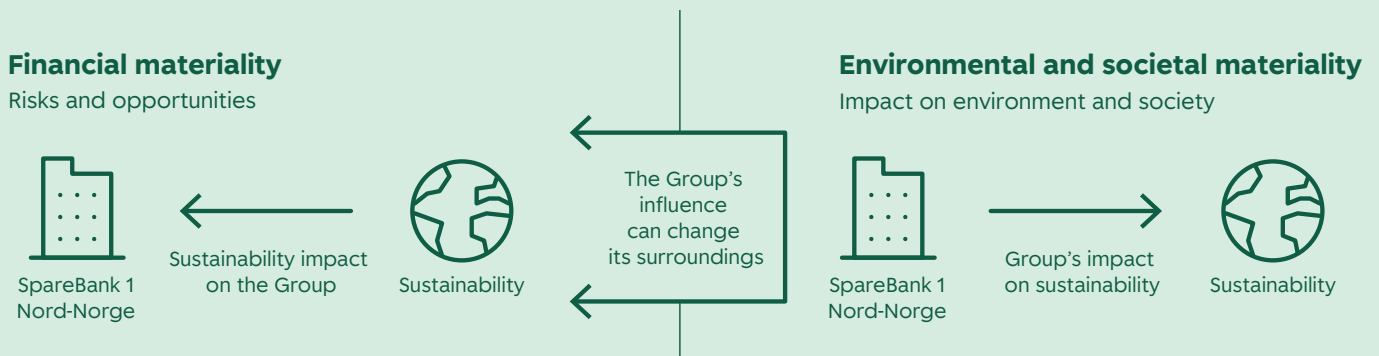 Financial materiality
Risks and opportunities
SpareBank 1
Nord-Norge
Sustainability impact
on the Group
Sustainability
The Group's
influence
can change
its surroundings
Environmental and societal materiality
Impact on environment and society
SpareBank 1
Nord-Norge
Group's impact
on sustainability
Sustainability